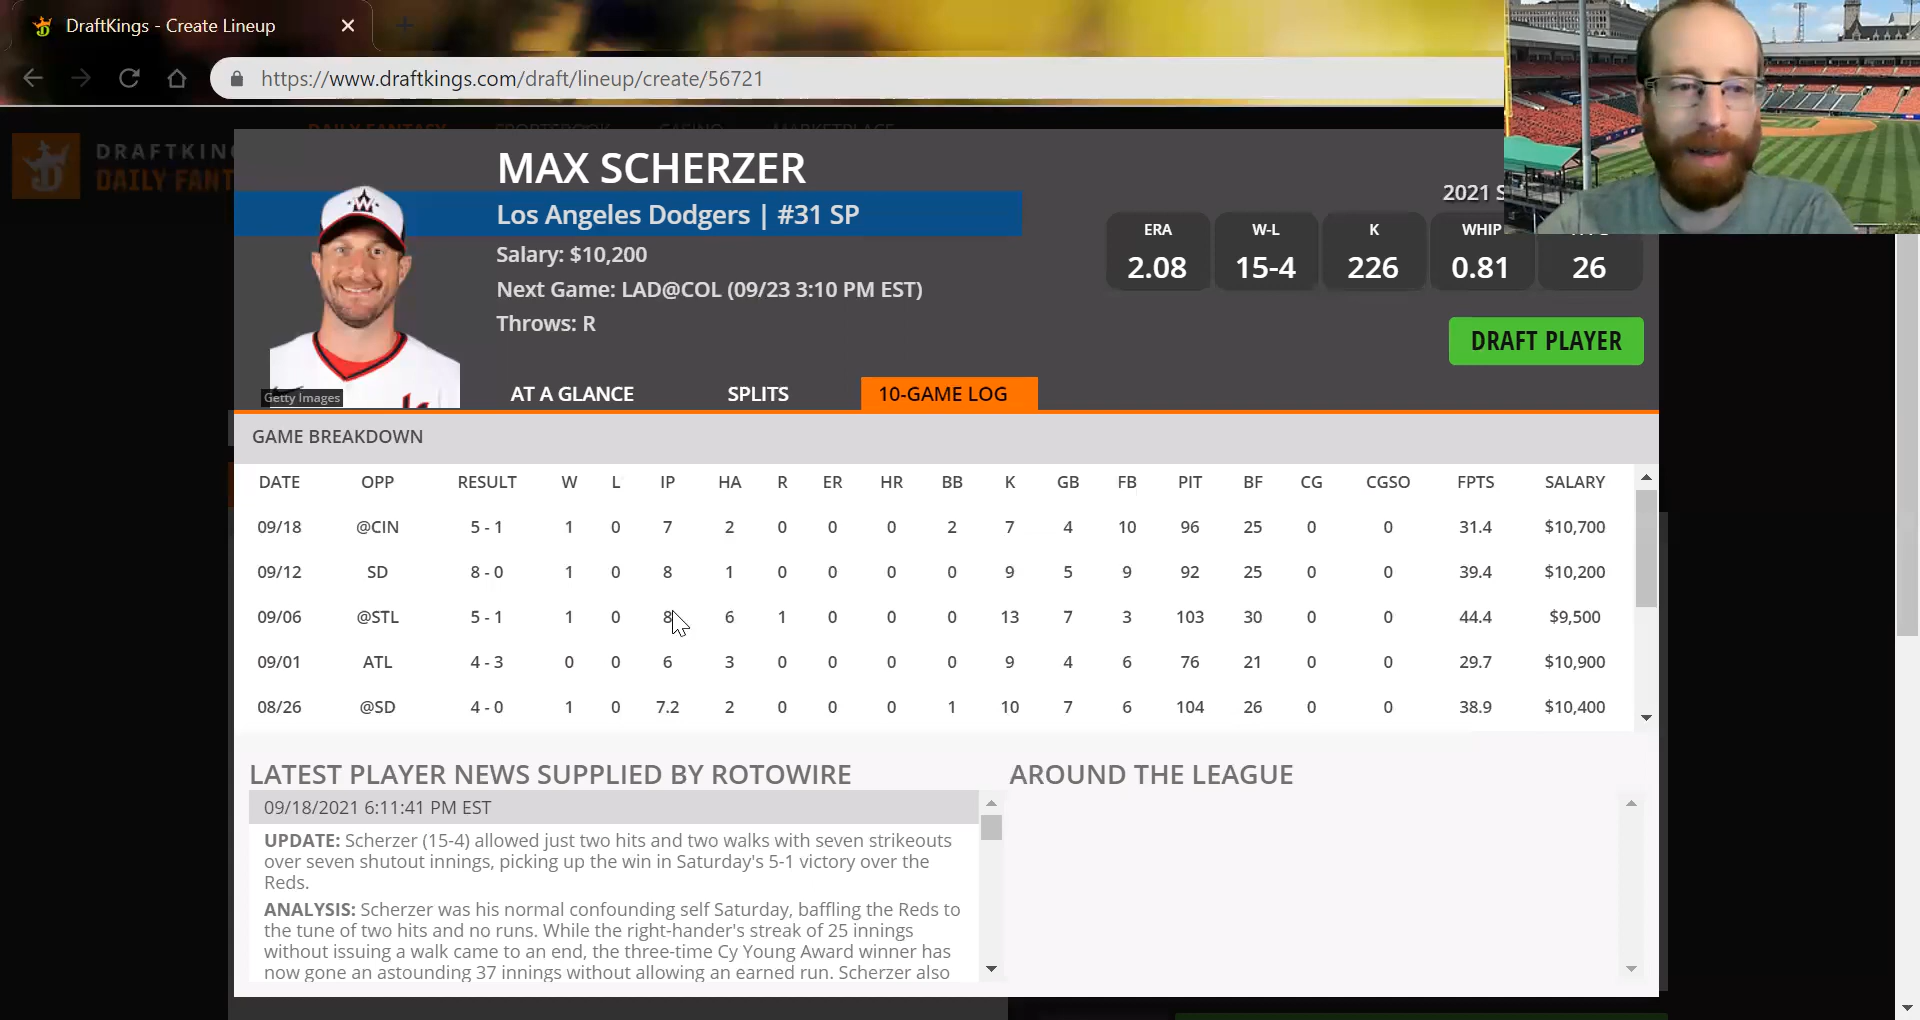 DraftKings - Create Lineup
https://www.draftkings.com/draft/lineup/create/56721
DAILY FANTASY SPORTSBOOK CASINO MARKETPLACE
DRAFTKIN
DAILY FANT
MAX SCHERZER
Los Angeles Dodgers | #31 SP
Salary: $10,200
Next Game: LAD@COL (09/23 3:10 PM EST)
Throws: R
Getty Images
2021 S
ERA W-L K WHIP
2.08 15-4 226 0.81 26
DRAFT PLAYER
AT A GLANCE SPLITS 10-GAME LOG
GAME BREAKDOWN
DATE OPP RESULT W L IP HA R ER HR BB K GB FB PIT BF CG CGSO FPTS SALARY
09/18 @CIN 5 - 1 1 0 7 2 0 0 0 2 7 4 10 96 25 0 0 31.4 $10,700
09/12 SD 8 - 0 1 0 8 1 0 0 0 0 9 5 9 92 25 0 0 39.4 $10,200
09/06 @STL 5 - 1 1 0 8 6 1 0 0 0 13 7 3 103 30 0 0 44.4 $9,500
09/01 ATL 4 - 3 0 0 6 3 0 0 0 0 9 4 6 76 21 0 0 29.7 $10,900
08/26 @SD 4 - 0 1 0 7.2 2 0 0 0 1 10 7 6 104 26 0 0 38.9 $10,400
LATEST PLAYER NEWS SUPPLIED BY ROTOWIRE
09/18/2021 6:11:41 PM EST
UPDATE: Scherzer (15-4) allowed just two hits and two walks with seven strikeouts
over seven shutout innings, picking up the win in Saturday's 5-1 victory over the
Reds.
ANALYSIS: Scherzer was his normal confounding self Saturday, baffling the Reds to
the tune of two hits and no runs. While the right-hander's streak of 25 innings
without issuing a walk came to an end, the three-time Cy Young Award winner has
now gone an astounding 37 innings without allowing an earned run. Scherzer also
AROUND THE LEAGUE